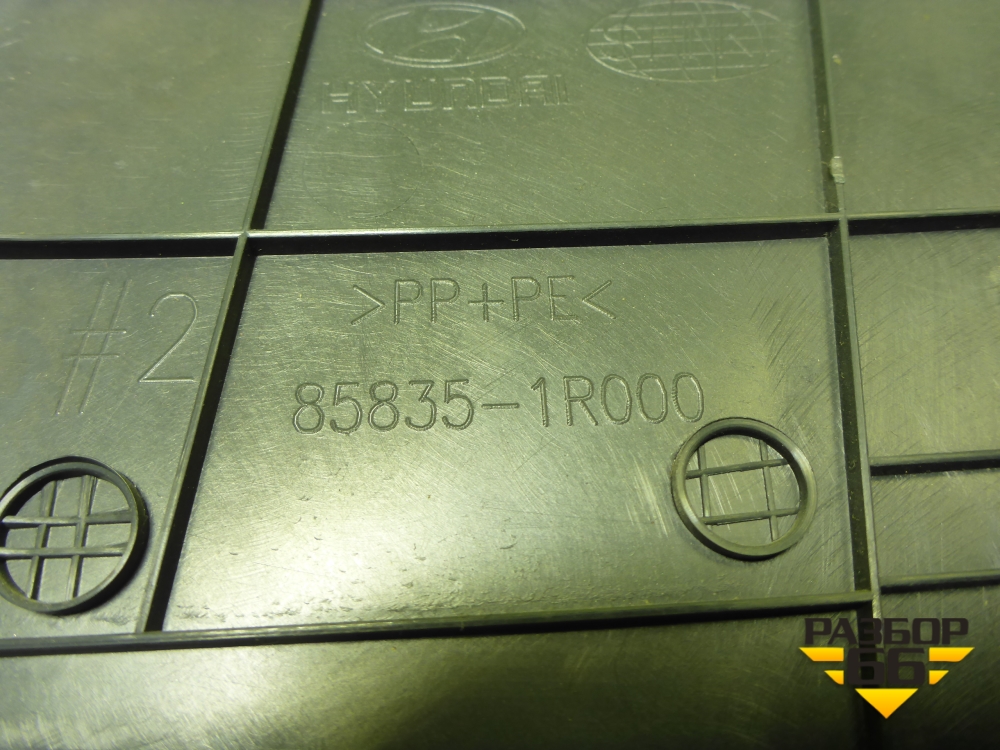 HYUNDAI
>PP+PE<
#2
85835-1R000
РАЗБОР
66